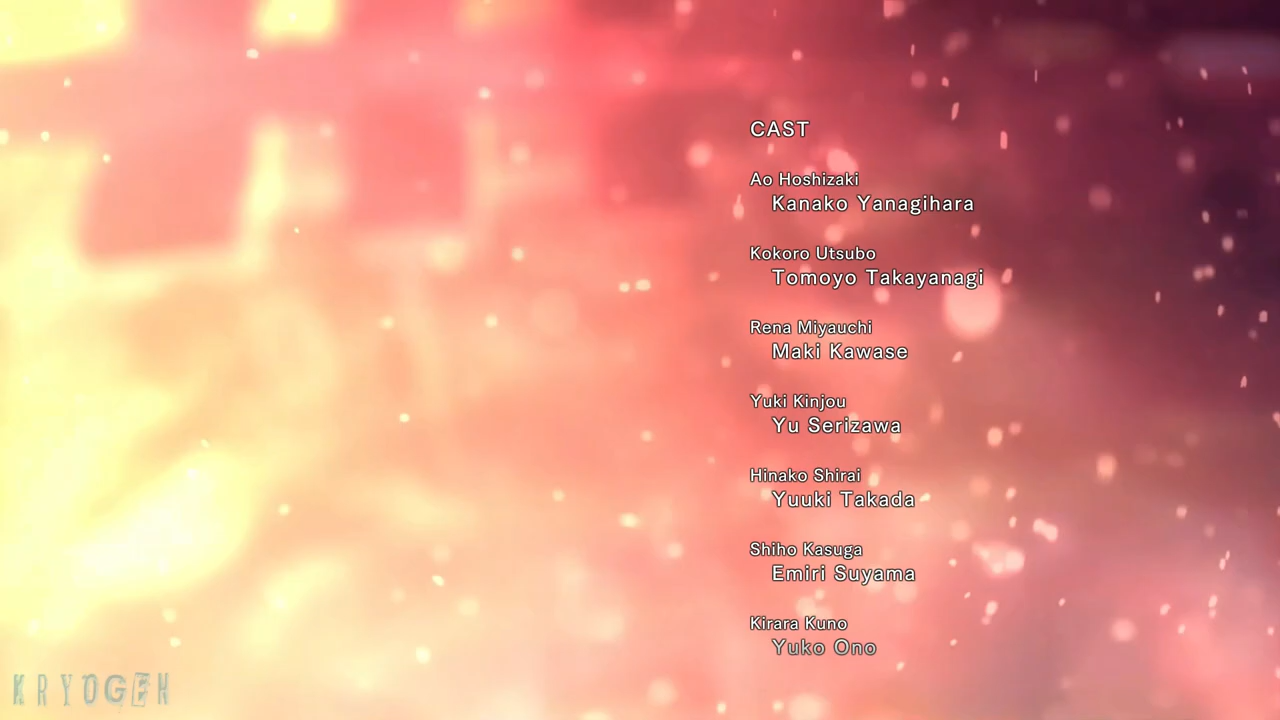 CAST
Ao Hoshizaki
Kanako Yanagihara
Kokoro Utsubo
Tomoyo Takayanagi
Rena Miyauchi
Maki Kawase
Yuki Kinjou
Yu Serizawa
Hinako Shirai
Yuuki Takada
Shiho Kasuga
Emiri Suyama
Kirara Kuno
Yuko Ono
KRYOGEN